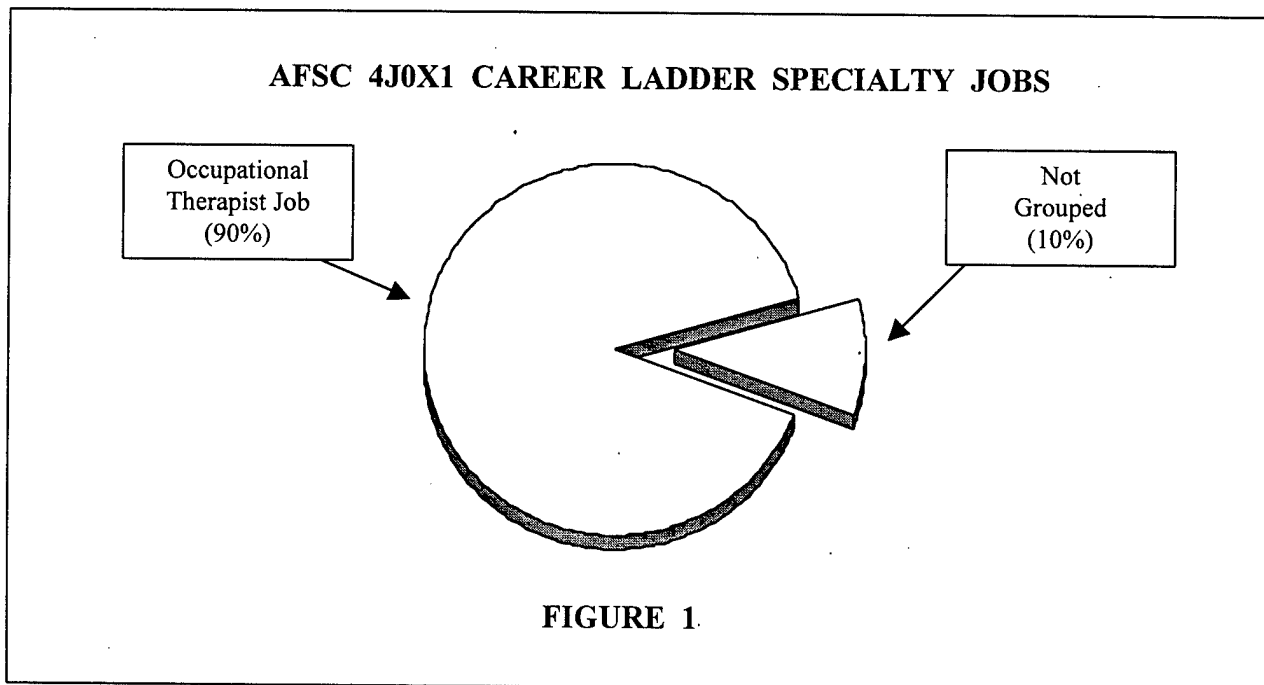 AFSC 4J0X1 CAREER LADDER SPECIALTY JOBS
Occupational
Therapist Job
(90%)
Not
Grouped
(10%)
FIGURE 1